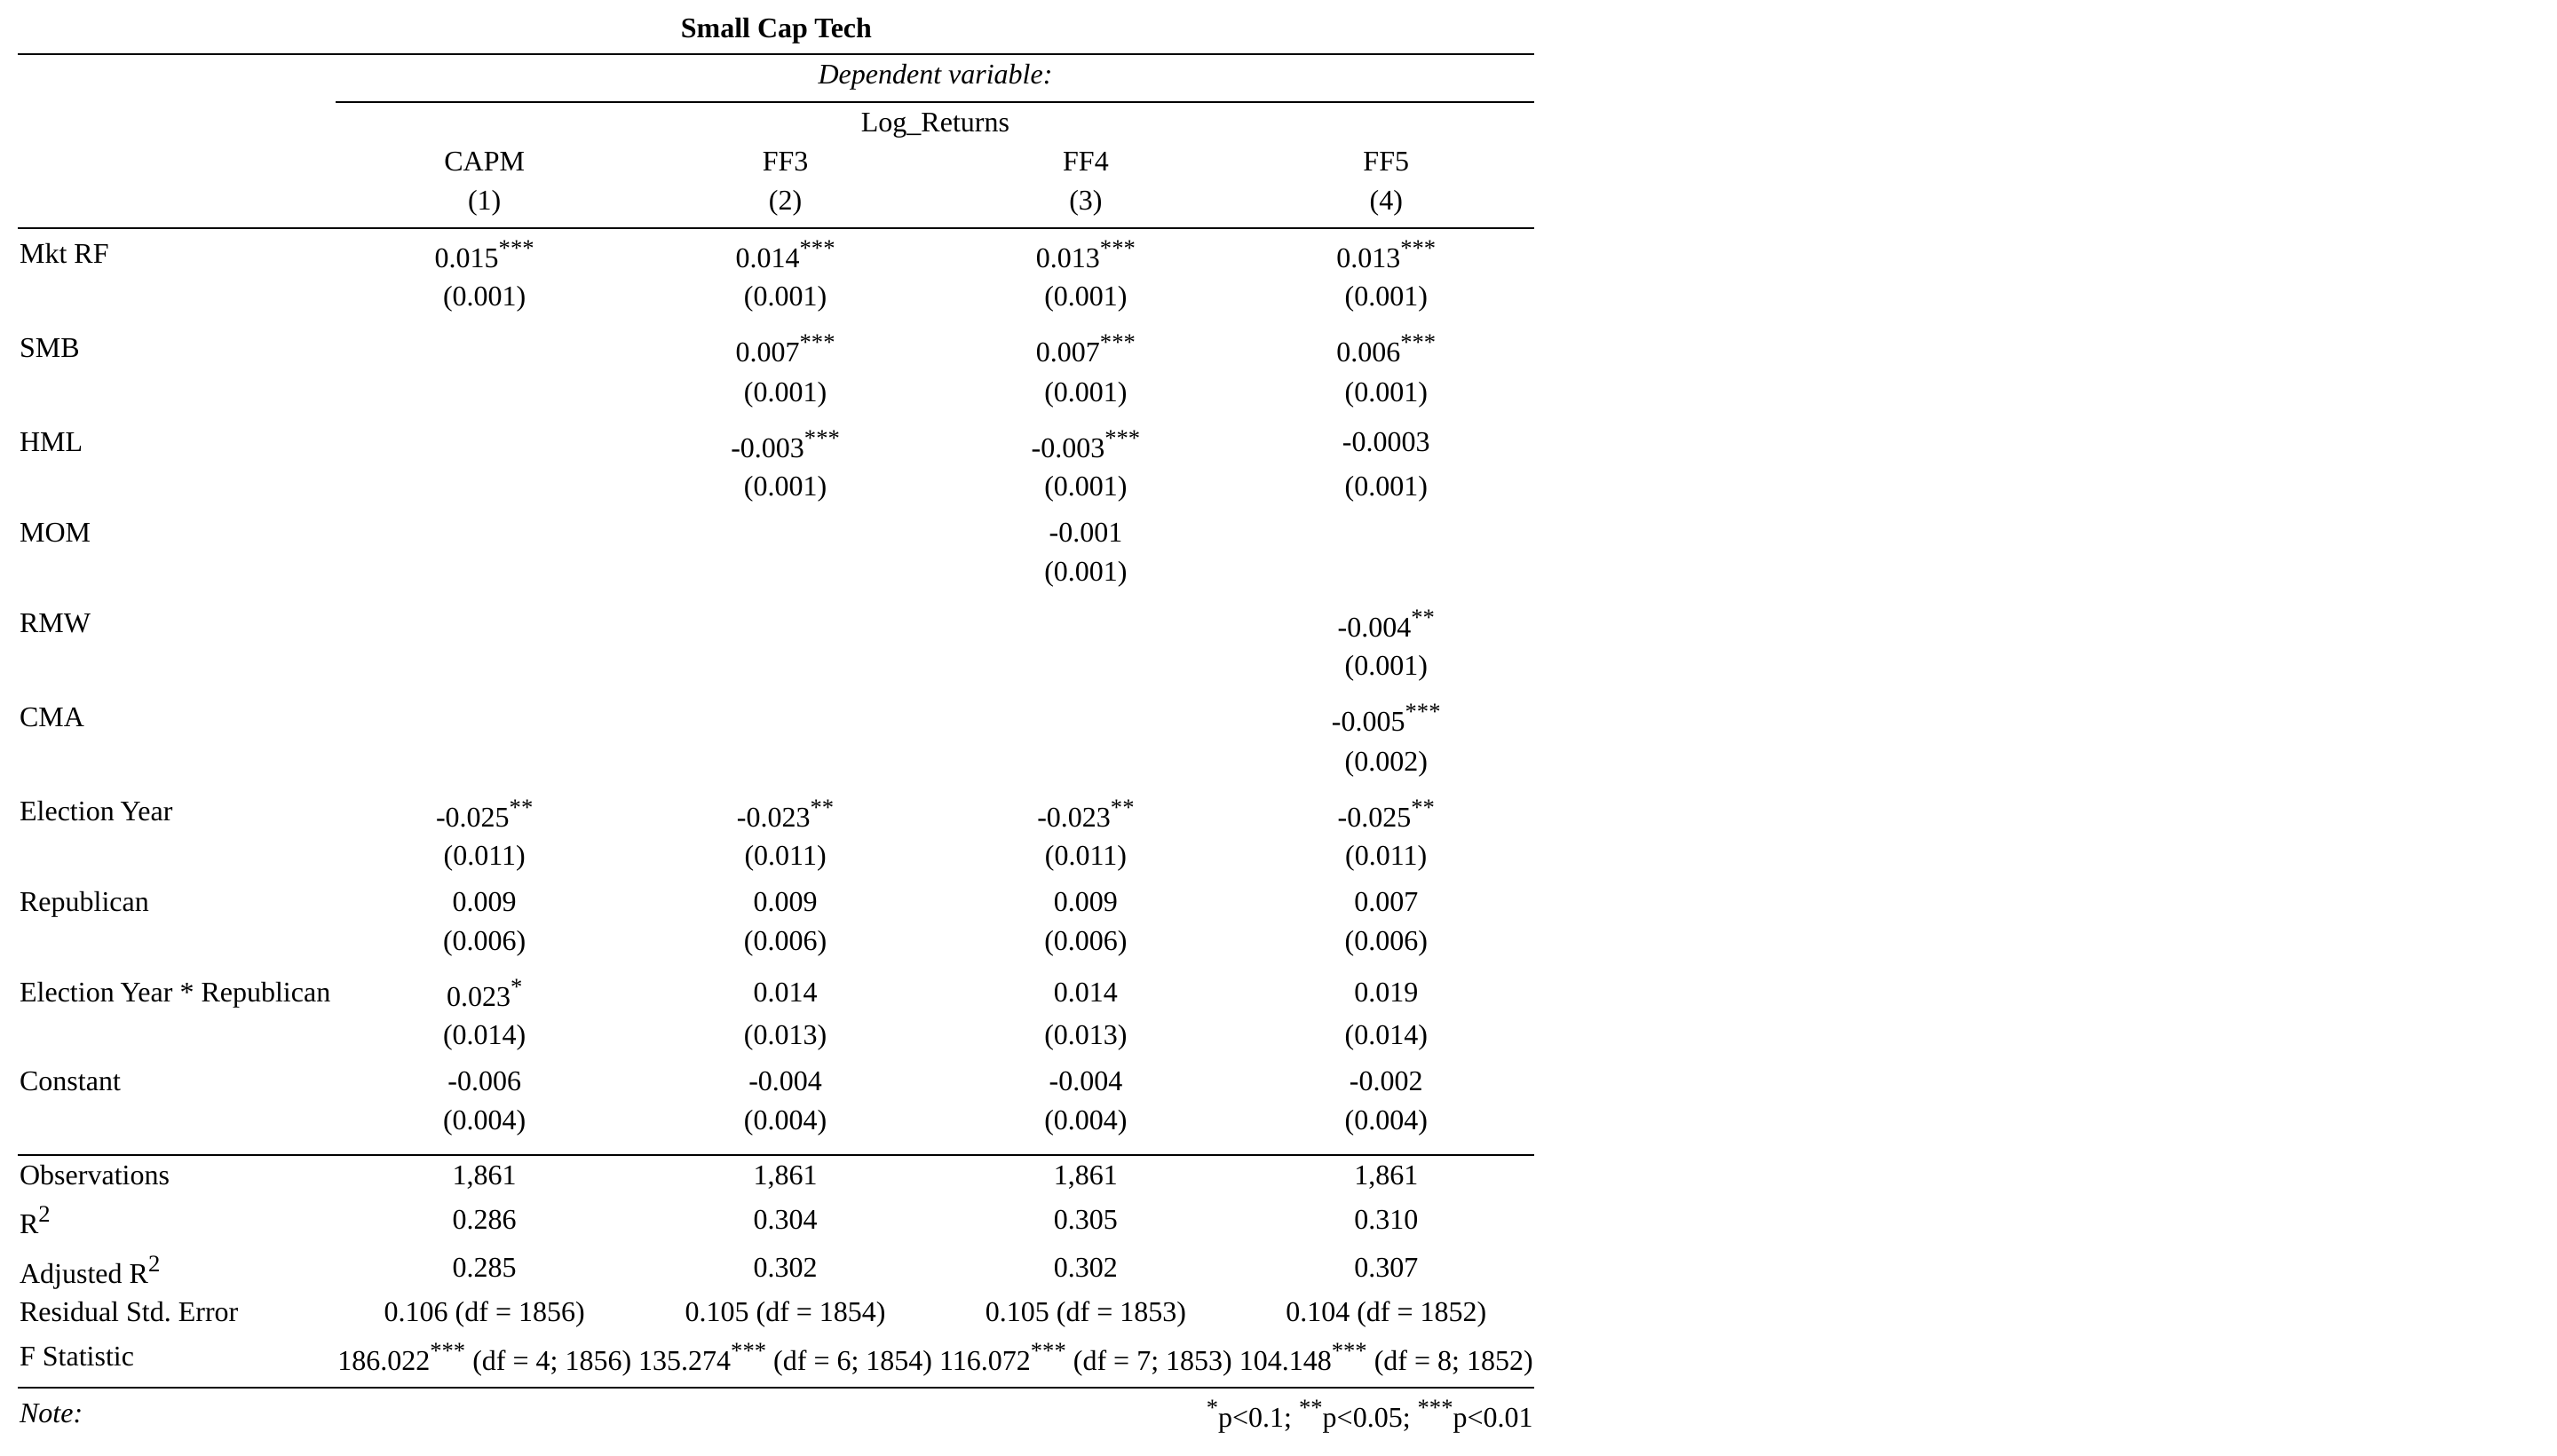 Small Cap Tech
Dependent variable:
Log_Returns
CAPM FF3 FF4 FF5
(1) (2) (3) (4)
Mkt RF 0.015*** 0.014*** 0.013*** 0.013***
(0.001) (0.001) (0.001) (0.001)
SMB 0.007*** 0.007*** 0.006***
(0.001) (0.001) (0.001)
HML -0.003*** -0.003*** -0.0003
(0.001) (0.001) (0.001)
MOM -0.001
(0.001)
RMW -0.004**
(0.001)
CMA -0.005***
(0.002)
Election Year -0.025** -0.023** -0.023** -0.025**
(0.011) (0.011) (0.011) (0.011)
Republican 0.009 0.009 0.009 0.007
(0.006) (0.006) (0.006) (0.006)
Election Year * Republican 0.023* 0.014 0.014 0.019
(0.014) (0.013) (0.013) (0.014)
Constant -0.006 -0.004 -0.004 -0.002
(0.004) (0.004) (0.004) (0.004)
Observations 1,861 1,861 1,861 1,861
R2 0.286 0.304 0.305 0.310
Adjusted R2 0.285 0.302 0.302 0.307
Residual Std. Error 0.106 (df = 1856) 0.105 (df = 1854) 0.105 (df = 1853) 0.104 (df = 1852)
F Statistic 186.022*** (df = 4; 1856) 135.274*** (df = 6; 1854) 116.072*** (df = 7; 1853) 104.148*** (df = 8; 1852)
Note: *p<0.1; **p<0.05; ***p<0.01